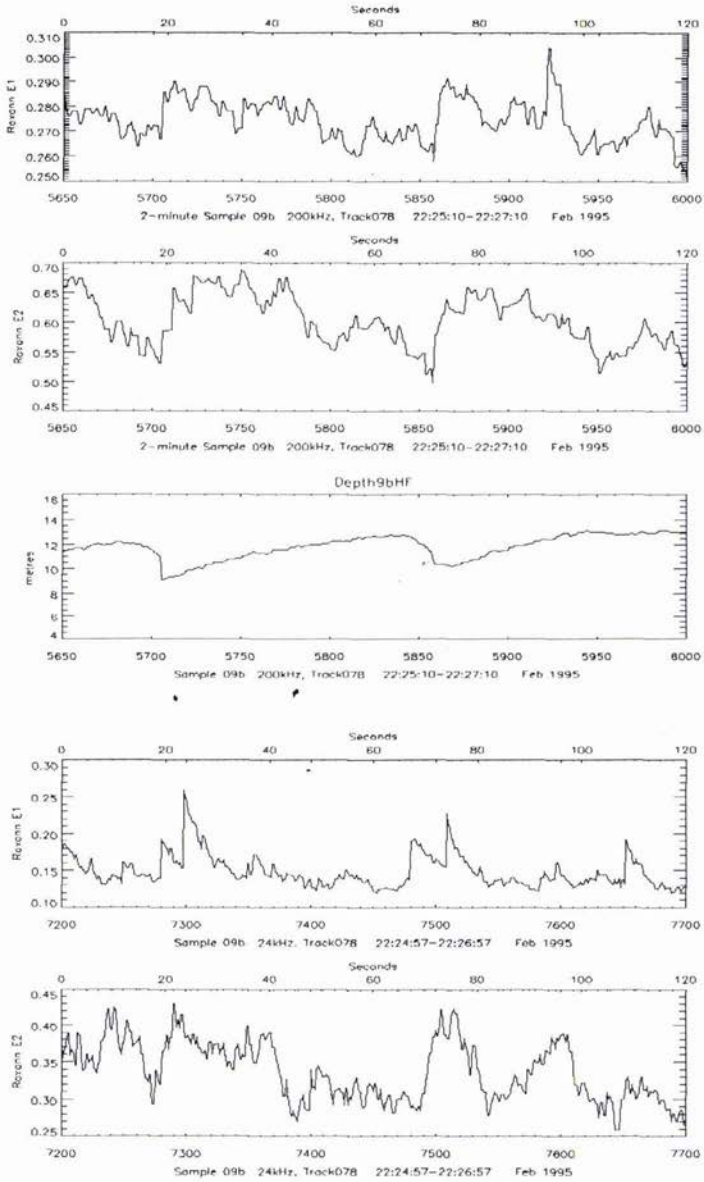 Seconds
0 20 40 60 80 100 120
0.310
0.300
0.290
0.280
0.270
0.260
0.250
Roxann E1
5650 5700 5750 5800 5850 5900 5950 6000
2-minute Sample 09b 200kHz, Track078 22:25:10-22:27:10 Feb 1995
Seconds
0 20 40 60 80 100 120
0.70
0.65
0.60
0.55
0.50
0.45
Roxann E2
5650 5700 5750 5800 5850 5900 5950 6000
2-minute Sample 09b 200kHz, Track078 22:25:10-22:27:10 Feb 1995
Depth9bHF
16
14
12
10
8
6
4
metres
5650 5700 5750 5800 5850 5900 5950 6000
Sample 09b 200kHz, Track078 22:25:10-22:27:10 Feb 1995
Seconds
0 20 40 60 80 100 120
0.30
0.25
0.20
0.15
0.10
Roxann E1
7200 7300 7400 7500 7600 7700
Sample 09b 24kHz, Track078 22:24:57-22:26:57 Feb 1995
Seconds
0 20 40 60 80 100 120
0.45
0.40
0.35
0.30
0.25
Roxann E2
7200 7300 7400 7500 7600 7700
Sample 09b 24kHz, Track078 22:24:57-22:26:57 Feb 1995